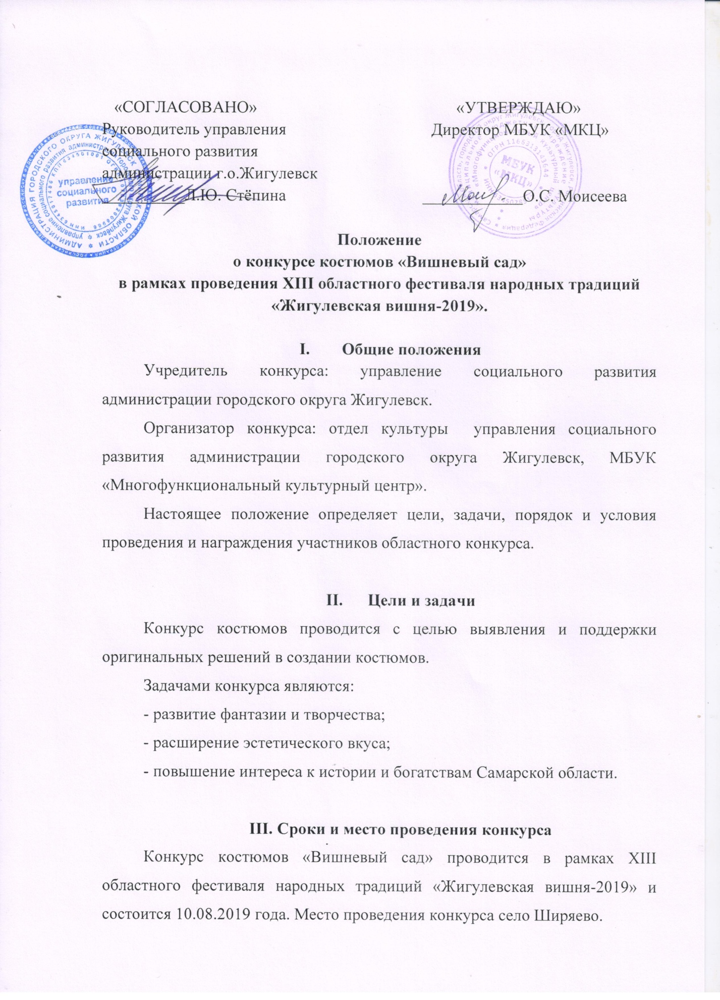 «СОГЛАСОВАНО»
Руководитель управления
социального развития
администрации г.о.Жигулевск
Л.Ю. Стёпина
«УТВЕРЖДАЮ»
Директор МБУК «МКЦ»
О.С. Моисеева
управление
социального
развития
МБУК
«МКЦ»
Положение
о конкурсе костюмов «Вишневый сад»
в рамках проведения XIII областного фестиваля народных традиций
«Жигулевская вишня-2019».
I. Общие положения
Учредитель конкурса: управление социального развития
администрации городского округа Жигулевск.
Организатор конкурса: отдел культуры управления социального
развития администрации городского округа Жигулевск, МБУК
«Многофункциональный культурный центр».
Настоящее положение определяет цели, задачи, порядок и условия
проведения и награждения участников областного конкурса.
II. Цели и задачи
Конкурс костюмов проводится с целью выявления и поддержки
оригинальных решений в создании костюмов.
Задачами конкурса являются:
- развитие фантазии и творчества;
- расширение эстетического вкуса;
- повышение интереса к истории и богатствам Самарской области.
III. Сроки и место проведения конкурса
Конкурс костюмов «Вишневый сад» проводится в рамках XIII
областного фестиваля народных традиций «Жигулевская вишня-2019» и
состоится 10.08.2019 года. Место проведения конкурса село Ширяево.